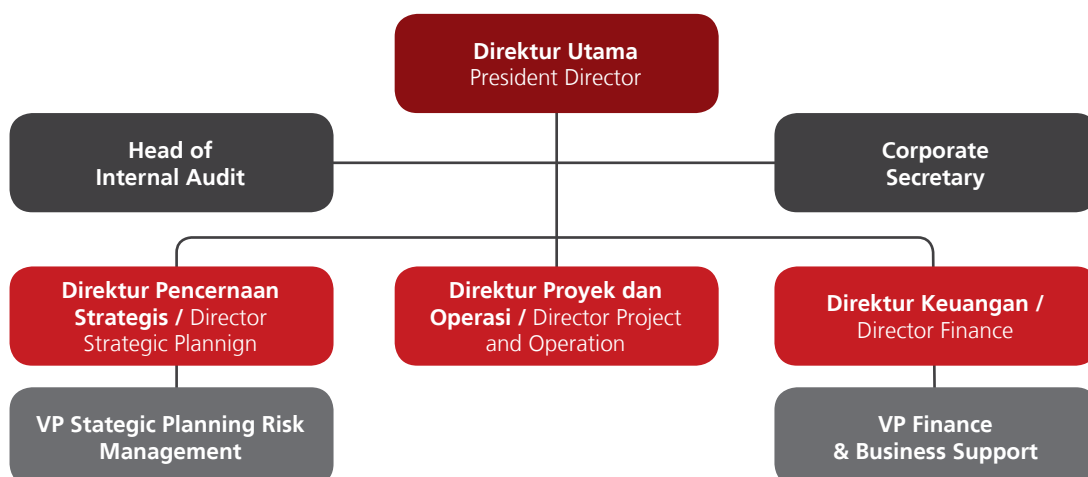 Direktur Utama
President Director
Head of
Internal Audit
Corporate
Secretary
Direktur Pencernaan
Strategis / Director
Strategic Plannign
Direktur Proyek dan
Operasi / Director Project
and Operation
Direktur Keuangan /
Director Finance
VP Stategic Planning Risk
Management
VP Finance
& Business Support